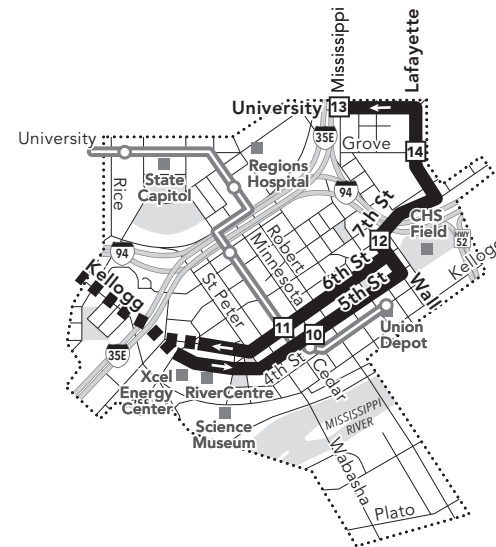 Mississippi
Lafayette
University
13
University
35E
Grove
14
Regions
Hospital
State
Capitol
Rice
94
7th St
CHS
Field
12
HWY
52
Kellogg
Robert
Minnesota
94
Kellogg
St Peter
6th St
5th St
Wall
11
10
Union
Depot
35E
4th St
Cedar
Xcel
Energy
Center
RiverCentre
Science
Museum
MISSISSIPPI
RIVER
Wabasha
Plato